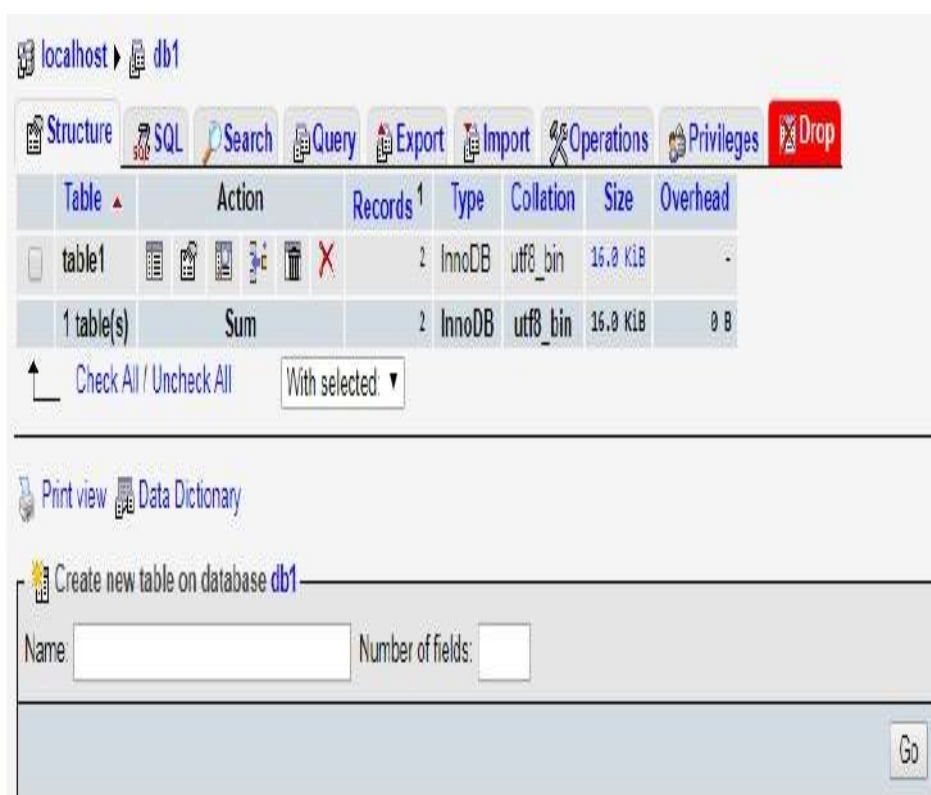 localhost db1
Structure SQL Search Query Export Import Operations Privileges Drop
Table Action Records 1 Type Collation Size Overhead
table1 2 InnoDB utf8_bin 16.0 KiB -
1 table(s) Sum 2 InnoDB utf8_bin 16.0 KiB 0 B
Check All / Uncheck All With selected:
Print view Data Dictionary
Create new table on database db1
Name: Number of fields:
Go